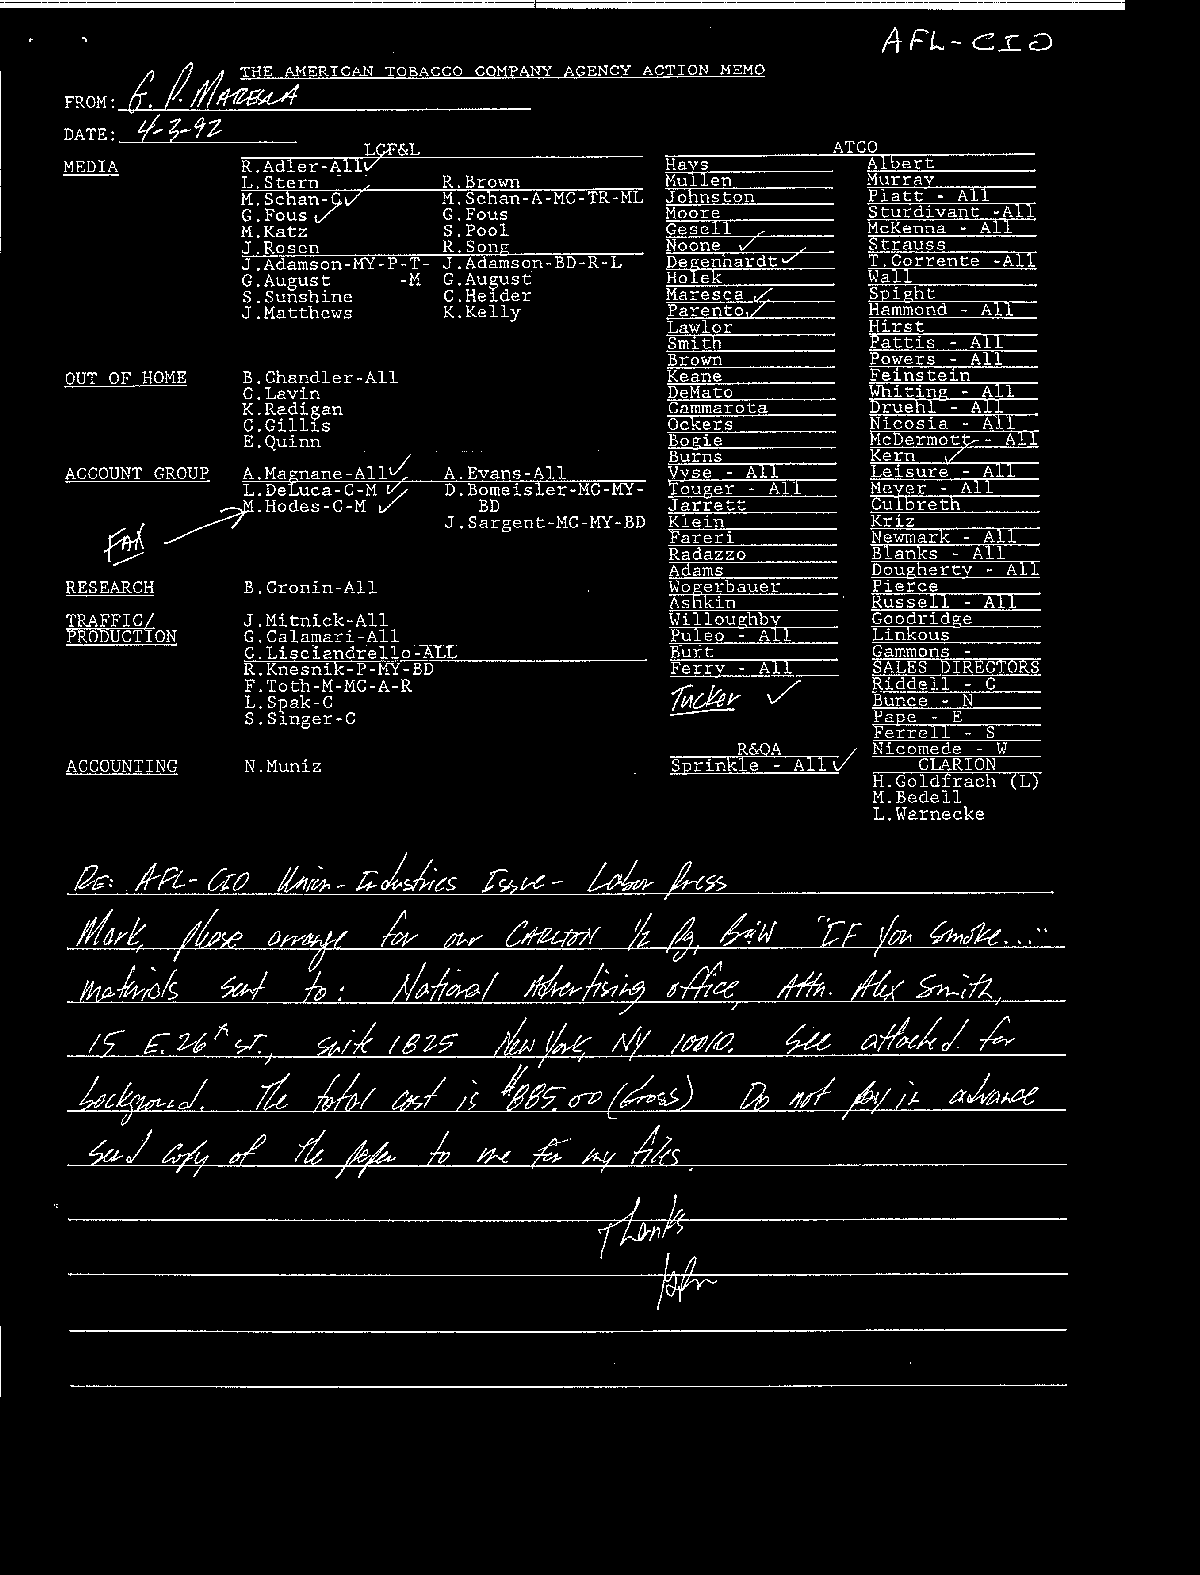 AFL-CIO
THE AMERICAN TOBACCO COMPANY AGENCY ACTION MEMO
FROM: G. P. MARESCA
DATE: 4-3-92
LCF&L
MEDIA
R.Adler-All✓
L.Stern R.Brown
M.Schan-C✓ M.Schan-A-MC-TR-ML
G.Fous ✓ G.Fous
M.Katz S.Pool
J.Rosen R.Song
J.Adamson-MY-P-T- J.Adamson-BD-R-L
G.August -M G.August
S.Sunshine C.Heider
J.Matthews K.Kelly
OUT OF HOME B.Chandler-All
C.Lavin
K.Radigan
C.Gillis
E.Quinn
ACCOUNT GROUP A.Magnane-All✓ A.Evans-All
L.DeLuca-C-M ✓ D.Bomeisler-MC-MY-
M.Hodes-C-M ✓ BD
J.Sargent-MC-MY-BD
FAX
RESEARCH B.Cronin-All
TRAFFIC/ J.Mitnick-All
PRODUCTION G.Calamari-All
C.Lisciandrello-ALL
R.Knesnik-P-MY-BD
F.Toth-M-MC-A-R
L.Spak-C
S.Singer-C
ACCOUNTING N.Muniz
ATCO
Hays Albert
Mullen Murray
Johnston Piatt - All
Moore Sturdivant -All
Gesell McKenna - All
Noone ✓ Strauss
Degenhardt✓ T.Corrente -All
Holek Wall
Maresca ✓ Spight
Parento ✓ Hammond - All
Lawlor Hirst
Smith Pattis - All
Brown Powers - All
Keane Feinstein
DeMato Whiting - All
Cammarota Druehl - All
Ockers Nicosia - All
Bogie McDermott - All
Burns Kern ✓
Vyse - All Leisure - All
Touger - All Meyer - All
Jarrett Culbreth
Klein Kriz
Fareri Newmark - All
Radazzo Blanks - All
Adams Dougherty - All
Wogerbauer Pierce
Ashkin Russell - All
Willoughby Goodridge
Puleo - All Linkous
Burt Gammons -
Ferry - All SALES DIRECTORS
Tucker ✓ Riddell - C
Bunce - N
Pape - E
Ferrell - S
R&QA Nicomede - W
Sprinkle - All✓ CLARION
H.Goldfrach (L)
M.Bedell
L.Warnecke
RE: AFL-CIO Union-Industries Issue- Labor Press
Mark, please arrange for our CARLTON 1/2 Pg, B&W "IF you smoke..."
materials sent to: National Advertising office, Attn. Alex Smith,
15 E. 26th ST., suite 1825 New York, NY 10010. See attached for
background. The total cost is $885.00 (Gross) Do not pay in advance
send copy of the paper to me for my files.
Thanks